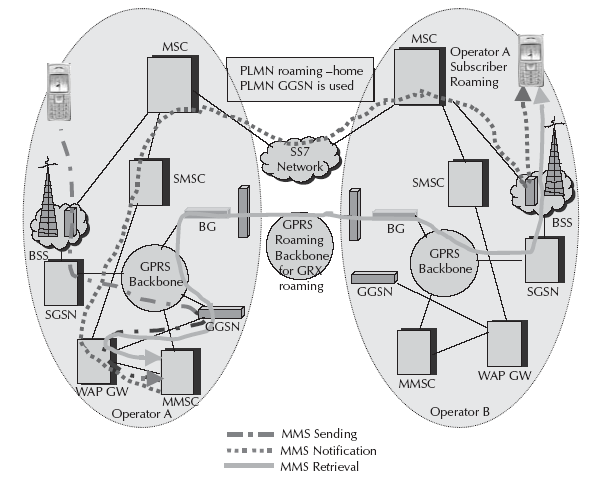 MSC
PLMN roaming –home
PLMN GGSN is used
MSC
Operator A
Subscriber
Roaming
SS7
Network
SMSC
SMSC
BSS
BG
GPRS
Roaming
Backbone
for GRX
roaming
BG
BSS
GPRS
Backbone
GPRS
Backbone
SGSN
GGSN
GGSN
SGSN
WAP GW
MMSC
Operator A
MMSC
WAP GW
Operator B
MMS Sending
MMS Notification
MMS Retrieval